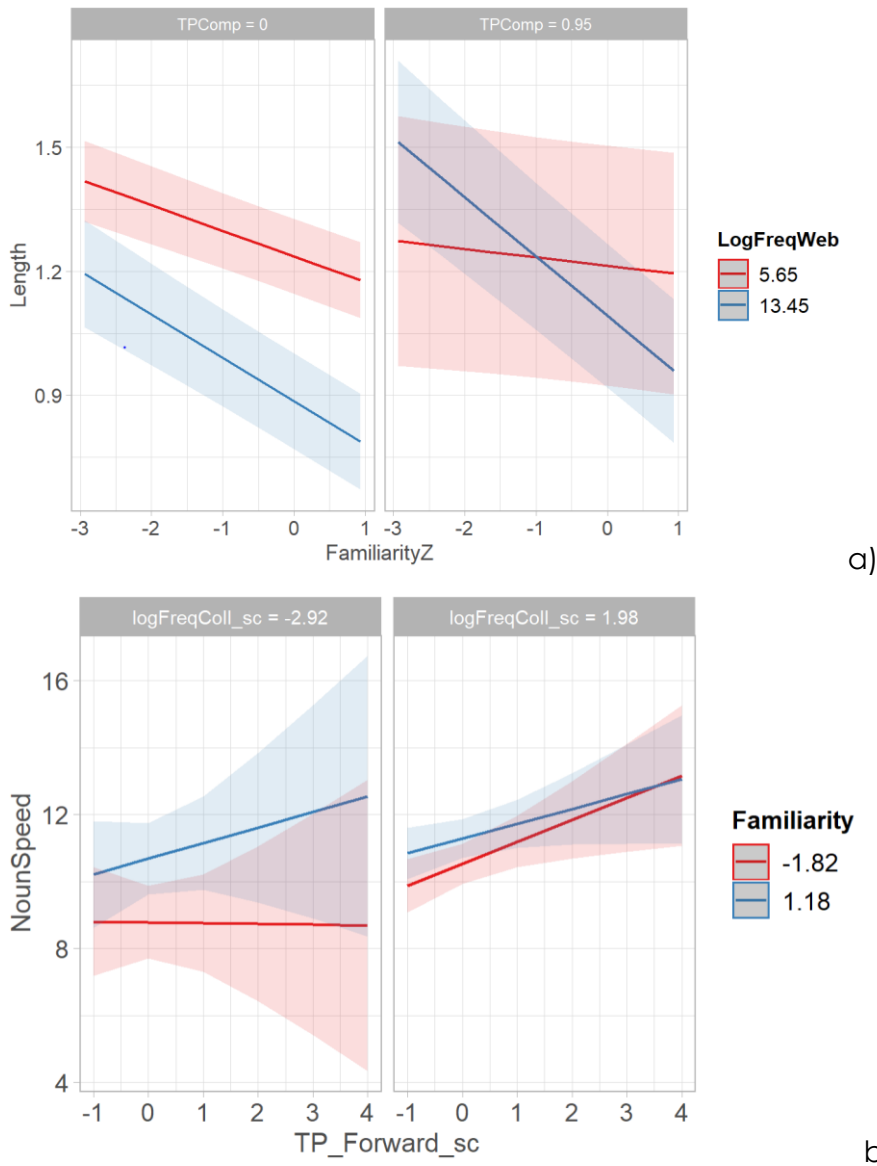 TPComp = 0 TPComp = 0.95
1.5
1.2
0.9
Length
-3 -2 -1 0 1 -3 -2 -1 0 1
FamiliarityZ
LogFreqWeb
5.65
13.45
a)
logFreqColl_sc = -2.92 logFreqColl_sc = 1.98
16
12
8
4
NounSpeed
-1 0 1 2 3 4 -1 0 1 2 3 4
TP_Forward_sc
Familiarity
-1.82
1.18
b